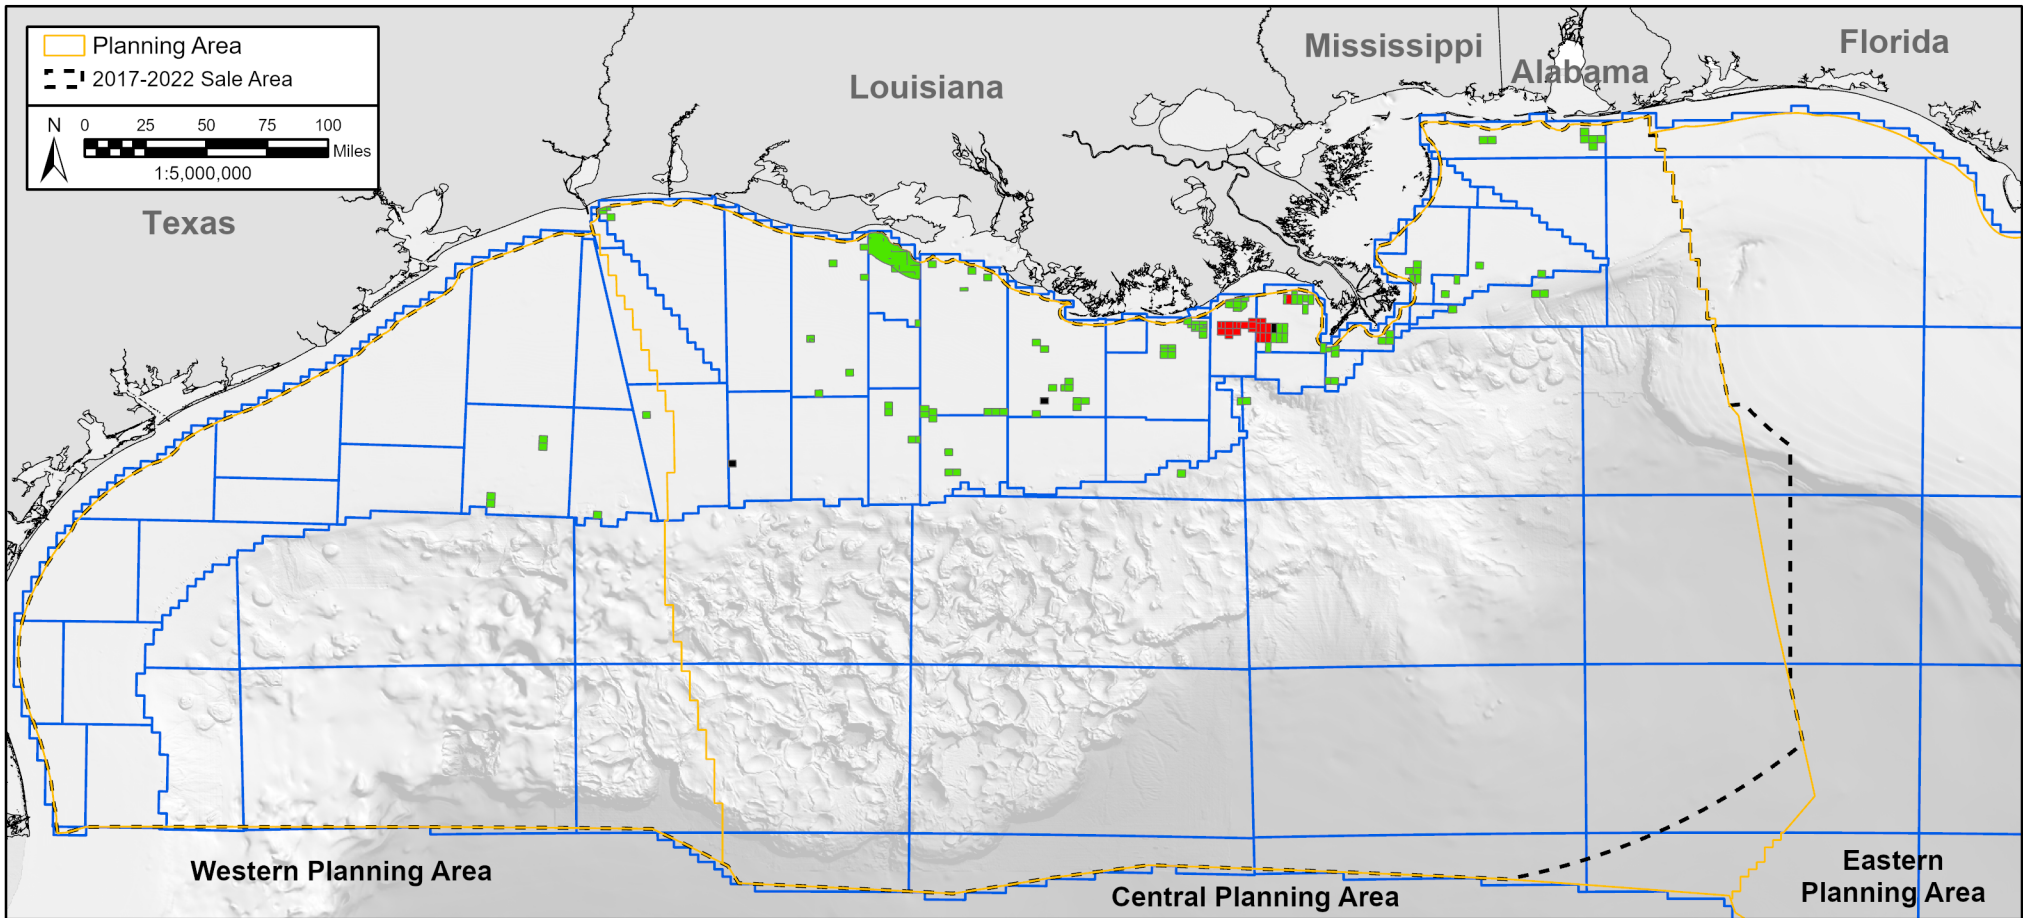 Planning Area
2017-2022 Sale Area
N
0 25 50 75 100
Miles
1:5,000,000
Texas
Louisiana
Mississippi
Alabama
Florida
Western Planning Area
Central Planning Area
Eastern
Planning Area